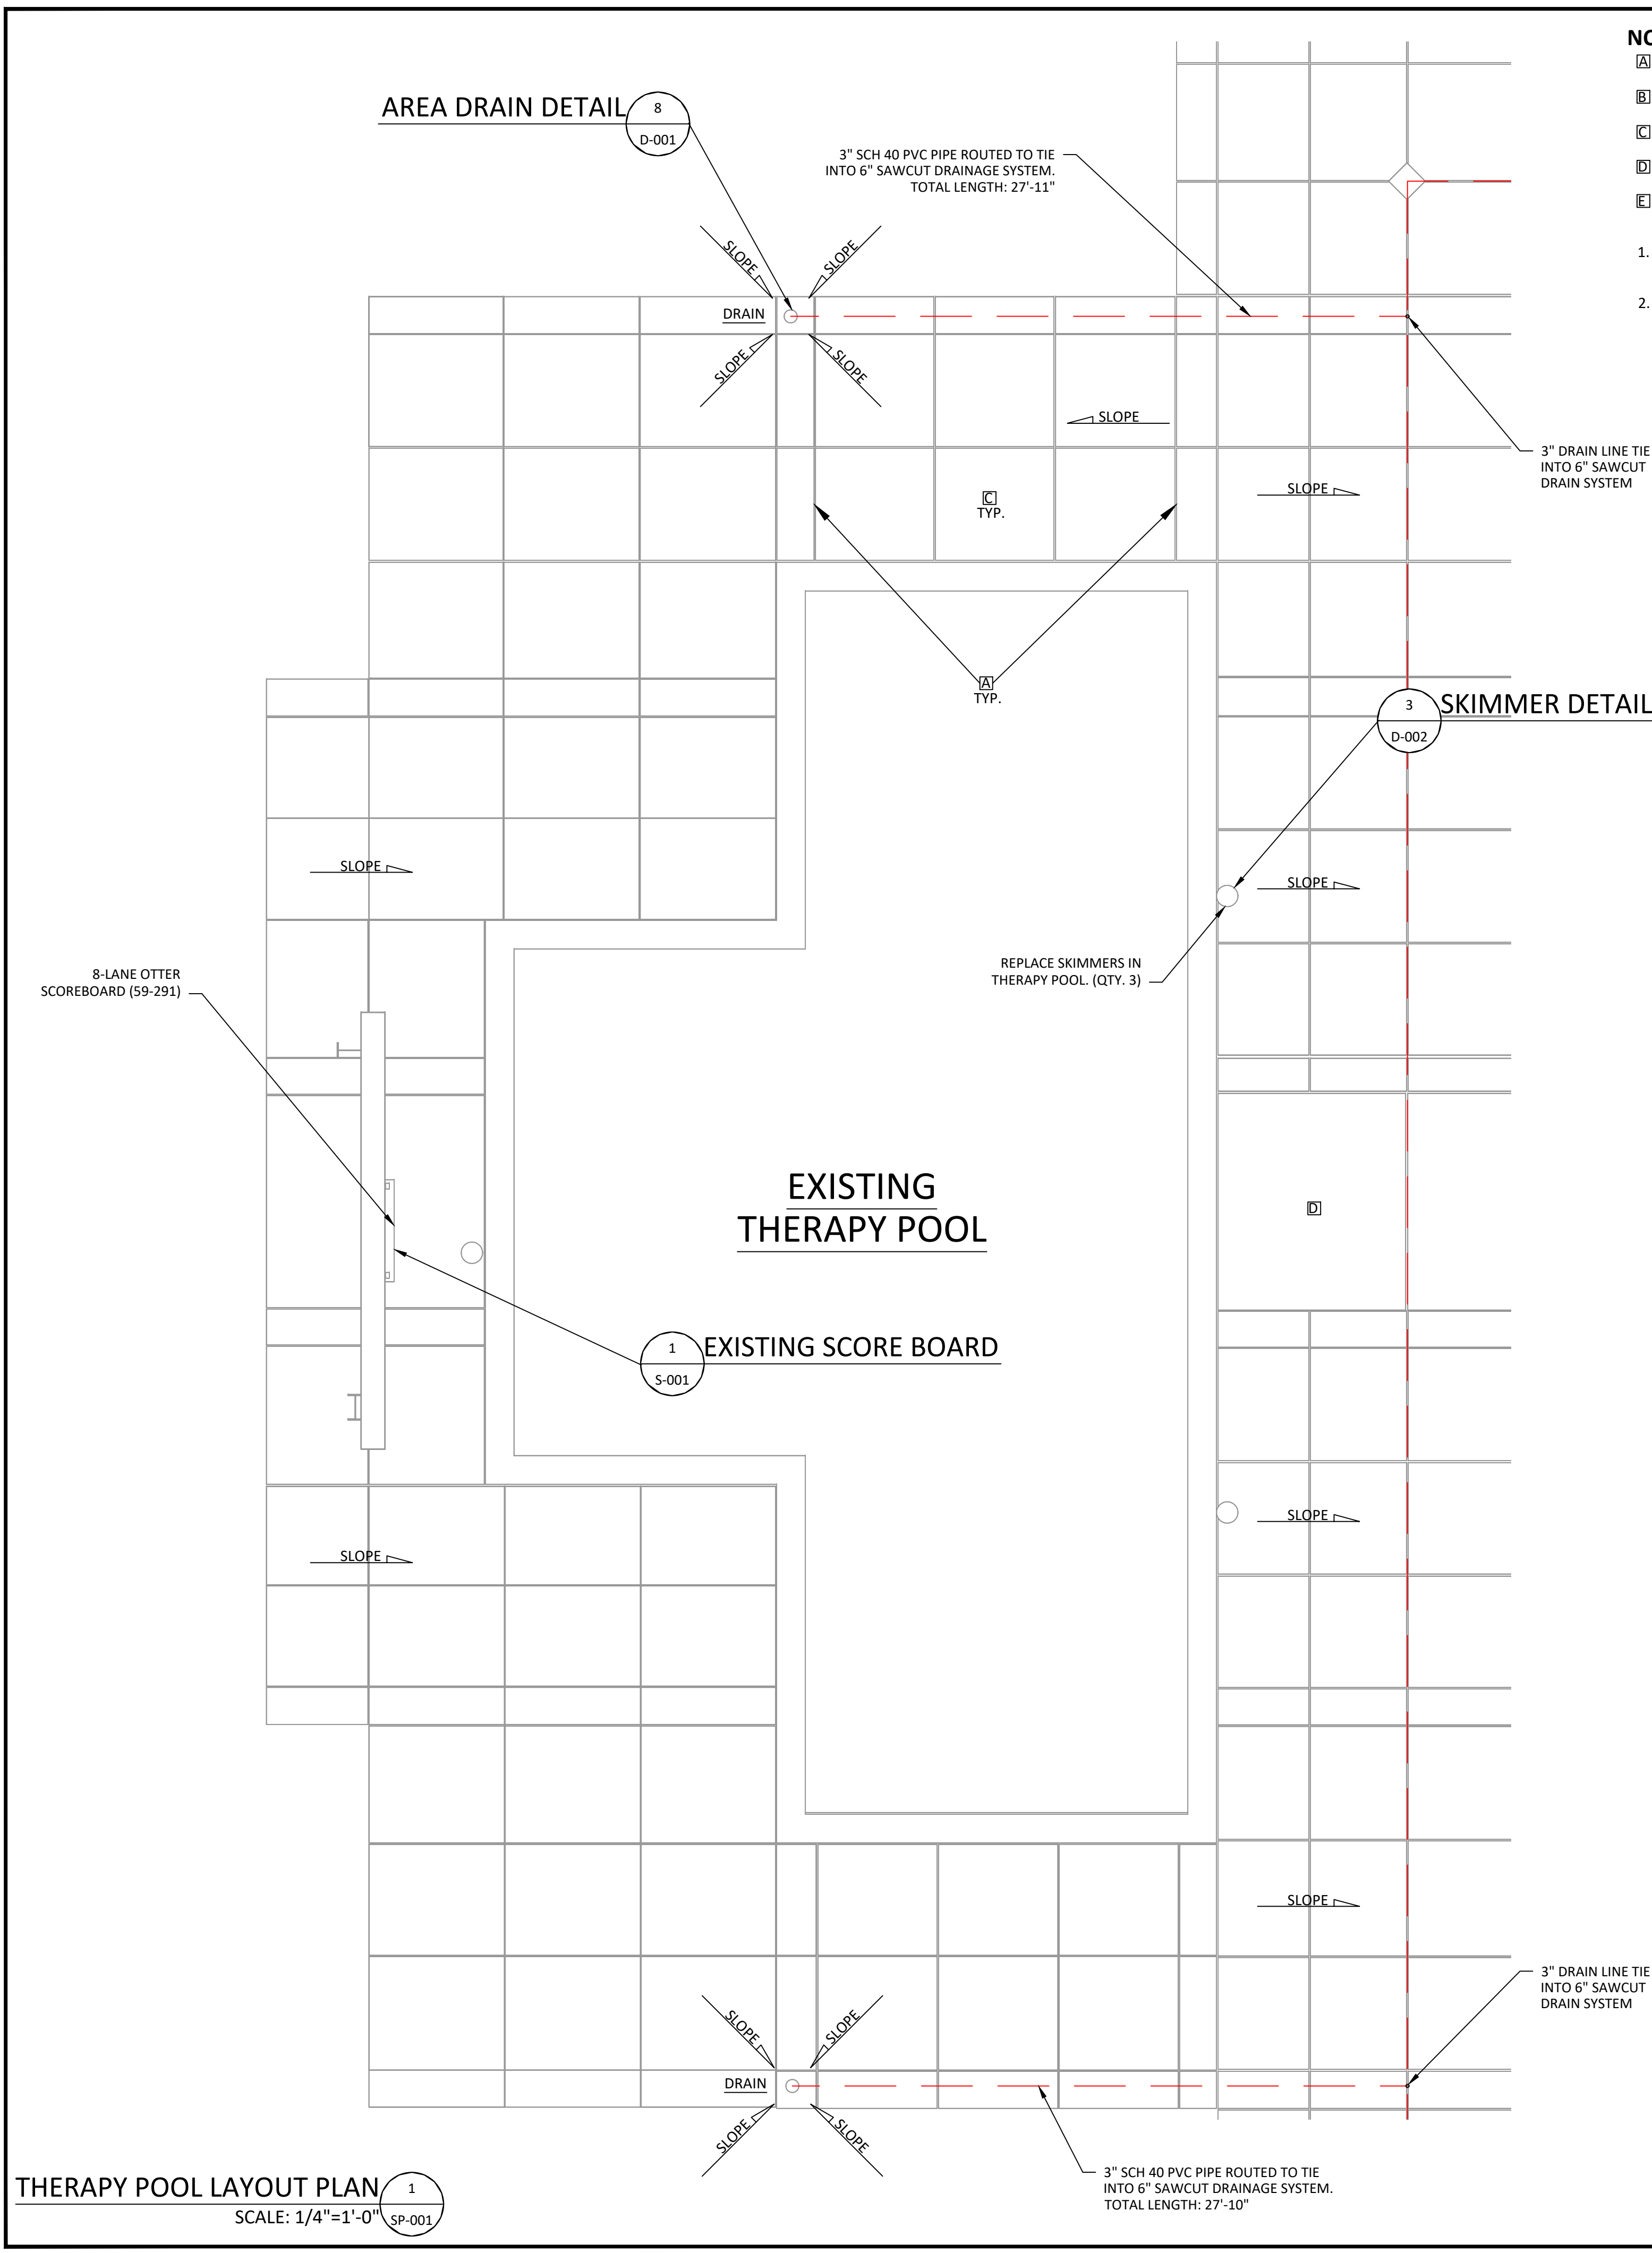 NO
A
B
C
D
E
1.
2.
AREA DRAIN DETAIL
8
D-001
3" SCH 40 PVC PIPE ROUTED TO TIE
INTO 6" SAWCUT DRAINAGE SYSTEM.
TOTAL LENGTH: 27'-11"
SLOPE
SLOPE
DRAIN
SLOPE
SLOPE
SLOPE
3" DRAIN LINE TIE
INTO 6" SAWCUT
DRAIN SYSTEM
SLOPE
C
TYP.
A
TYP.
3
D-002
SKIMMER DETAIL
SLOPE
SLOPE
REPLACE SKIMMERS IN
THERAPY POOL. (QTY. 3)
8-LANE OTTER
SCOREBOARD (59-291)
EXISTING
THERAPY POOL
D
1
S-001
EXISTING SCORE BOARD
SLOPE
SLOPE
SLOPE
3" DRAIN LINE TIE
INTO 6" SAWCUT
DRAIN SYSTEM
SLOPE
SLOPE
DRAIN
SLOPE
SLOPE
3" SCH 40 PVC PIPE ROUTED TO TIE
INTO 6" SAWCUT DRAINAGE SYSTEM.
TOTAL LENGTH: 27'-10"
THERAPY POOL LAYOUT PLAN
SCALE: 1/4"=1'-0"
1
SP-001